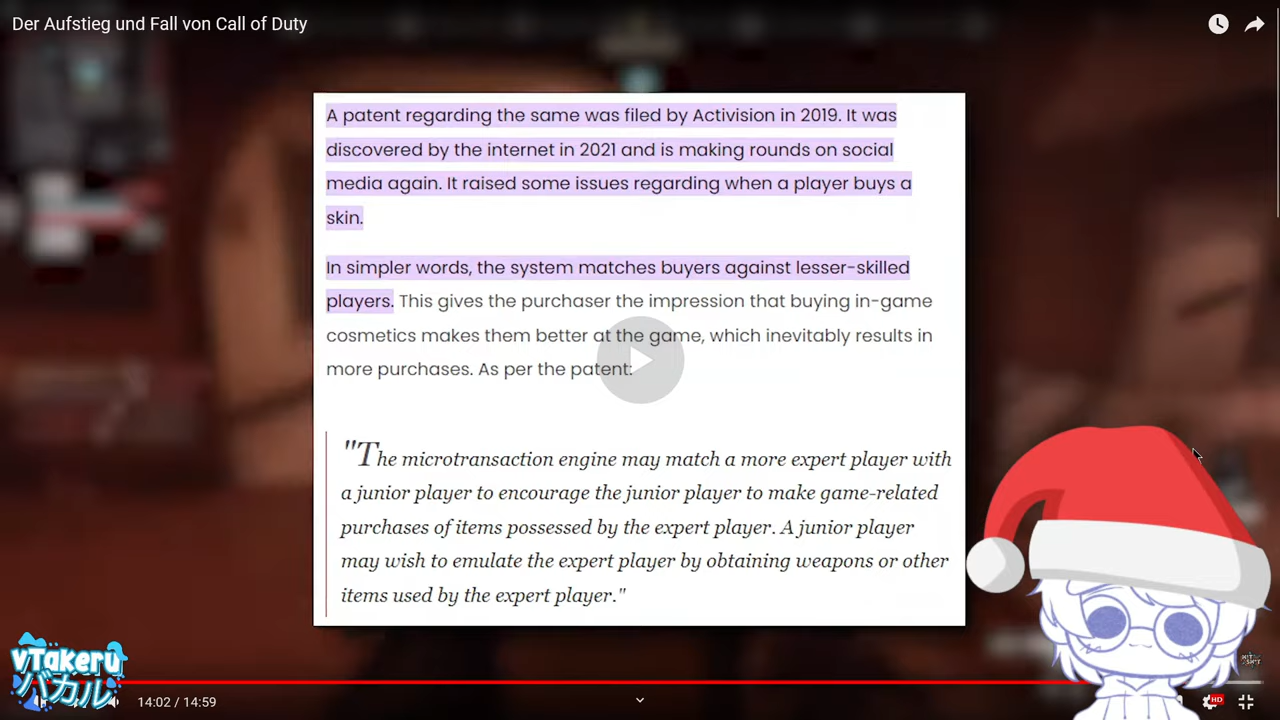 Der Aufstieg und Fall von Call of Duty
A patent regarding the same was filed by Activision in 2019. It was
discovered by the internet in 2021 and is making rounds on social
media again. It raised some issues regarding when a player buys a
skin.
In simpler words, the system matches buyers against lesser-skilled
players. This gives the purchaser the impression that buying in-game
cosmetics makes them better at the game, which inevitably results in
more purchases. As per the patent:
"The microtransaction engine may match a more expert player with
a junior player to encourage the junior player to make game-related
purchases of items possessed by the expert player. A junior player
may wish to emulate the expert player by obtaining weapons or other
items used by the expert player."
vTakeru
バカル
14:02 / 14:59
HD